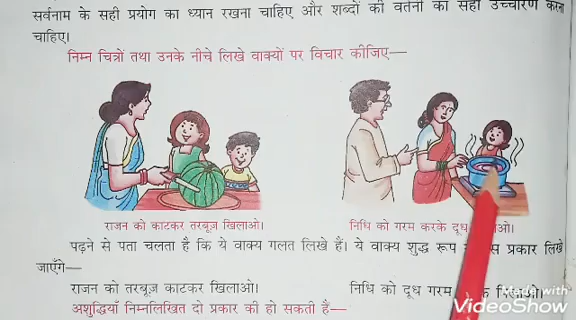 सर्वनाम के सही प्रयोग का ध्यान रखना चाहिए और शब्दों की वर्तनी का सही उच्चारण करना
चाहिए।
निम्न चित्रों तथा उनके नीचे लिखे वाक्यों पर विचार कीजिए—
राजन को काटकर तरबूज़ खिलाओ।
निधि को गरम करके दूध
पढ़ने से पता चलता है कि ये वाक्य गलत लिखे हैं। ये वाक्य शुद्ध रूप प्रकार लिखे
जाएँगे—
राजन को तरबूज़ काटकर खिलाओ।
निधि को दूध गरम पिलाओ।
अशुद्धियाँ निम्नलिखित दो प्रकार की हो सकती है—
Made with
VideoShow